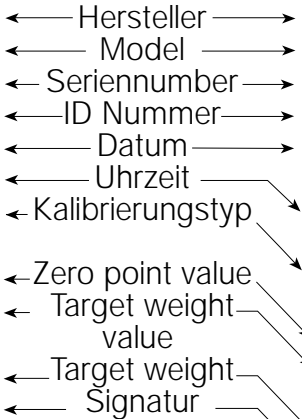 Hersteller
Model
Seriennumber
ID Nummer
Datum
Uhrzeit
Kalibrierungstyp
Zero point value
Target weight
value
Target weight
Signatur